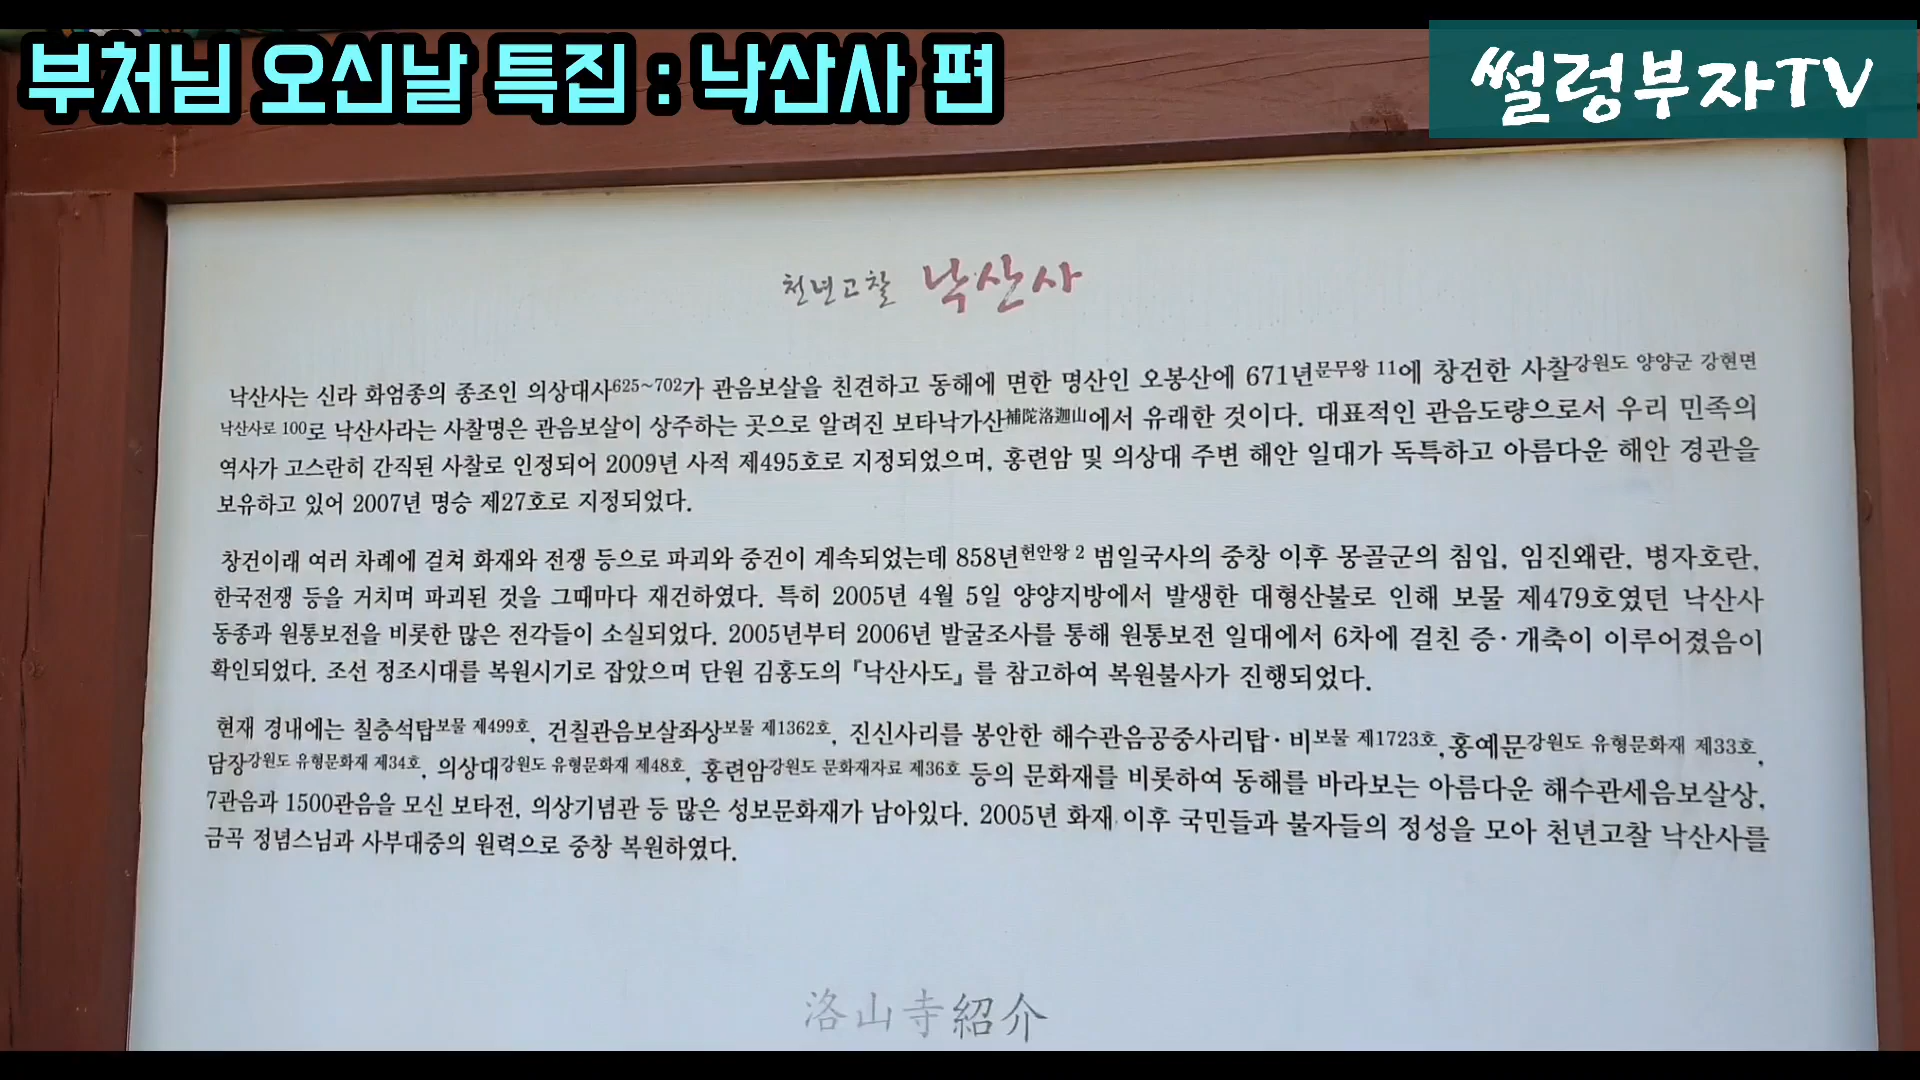 부처님 오신날 특집 : 낙산사 편
썰렁부자TV
천년고찰 낙산사
낙산사는 신라 화엄종의 종조인 의상대사625~702가 관음보살을 친견하고 동해에 면한 명산인 오봉산에 671년문무왕 11에 창건한 사찰강원도 양양군 강현면
낙산사로 100로 낙산사라는 사찰명은 관음보살이 상주하는 곳으로 알려진 보타낙가산補陀洛迦山에서 유래한 것이다. 대표적인 관음도량으로서 우리 민족의
역사가 고스란히 간직된 사찰로 인정되어 2009년 사적 제495호로 지정되었으며, 홍련암 및 의상대 주변 해안 일대가 독특하고 아름다운 해안 경관을
보유하고 있어 2007년 명승 제27호로 지정되었다.
창건이래 여러 차례에 걸쳐 화재와 전쟁 등으로 파괴와 중건이 계속되었는데 858년헌안왕 2 범일국사의 중창 이후 몽골군의 침입, 임진왜란, 병자호란,
한국전쟁 등을 거치며 파괴된 것을 그때마다 재건하였다. 특히 2005년 4월 5일 양양지방에서 발생한 대형산불로 인해 보물 제479호였던 낙산사
동종과 원통보전을 비롯한 많은 전각들이 소실되었다. 2005년부터 2006년 발굴조사를 통해 원통보전 일대에서 6차에 걸친 증·개축이 이루어졌음이
확인되었다. 조선 정조시대를 복원시기로 잡았으며 단원 김홍도의 『낙산사도』를 참고하여 복원불사가 진행되었다.
현재 경내에는 칠층석탑보물 제499호, 건칠관음보살좌상보물 제1362호, 진신사리를 봉안한 해수관음공중사리탑·비보물 제1723호,홍예문강원도 유형문화재 제33호,
담장강원도 유형문화재 제34호, 의상대강원도 유형문화재 제48호, 홍련암강원도 문화재자료 제36호 등의 문화재를 비롯하여 동해를 바라보는 아름다운 해수관세음보살상,
7관음과 1500관음을 모신 보타전, 의상기념관 등 많은 성보문화재가 남아있다. 2005년 화재 이후 국민들과 불자들의 정성을 모아 천년고찰 낙산사를
금곡 정념스님과 사부대중의 원력으로 중창 복원하였다.
洛山寺紹介